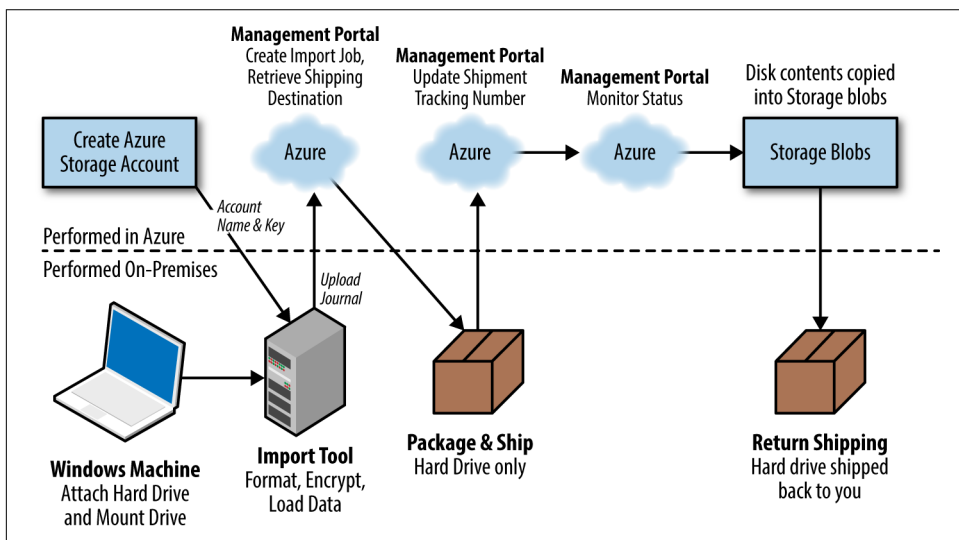 Management Portal
Create Import Job,
Retrieve Shipping
Destination
Management Portal
Update Shipment
Tracking Number
Management Portal
Monitor Status
Disk contents copied
into Storage blobs
Create Azure
Storage Account
Azure
Azure
Azure
Storage Blobs
Account
Name & Key
Performed in Azure
Performed On-Premises
Upload
Journal
Windows Machine
Attach Hard Drive
and Mount Drive
Import Tool
Format, Encrypt,
Load Data
Package & Ship
Hard Drive only
Return Shipping
Hard drive shipped
back to you